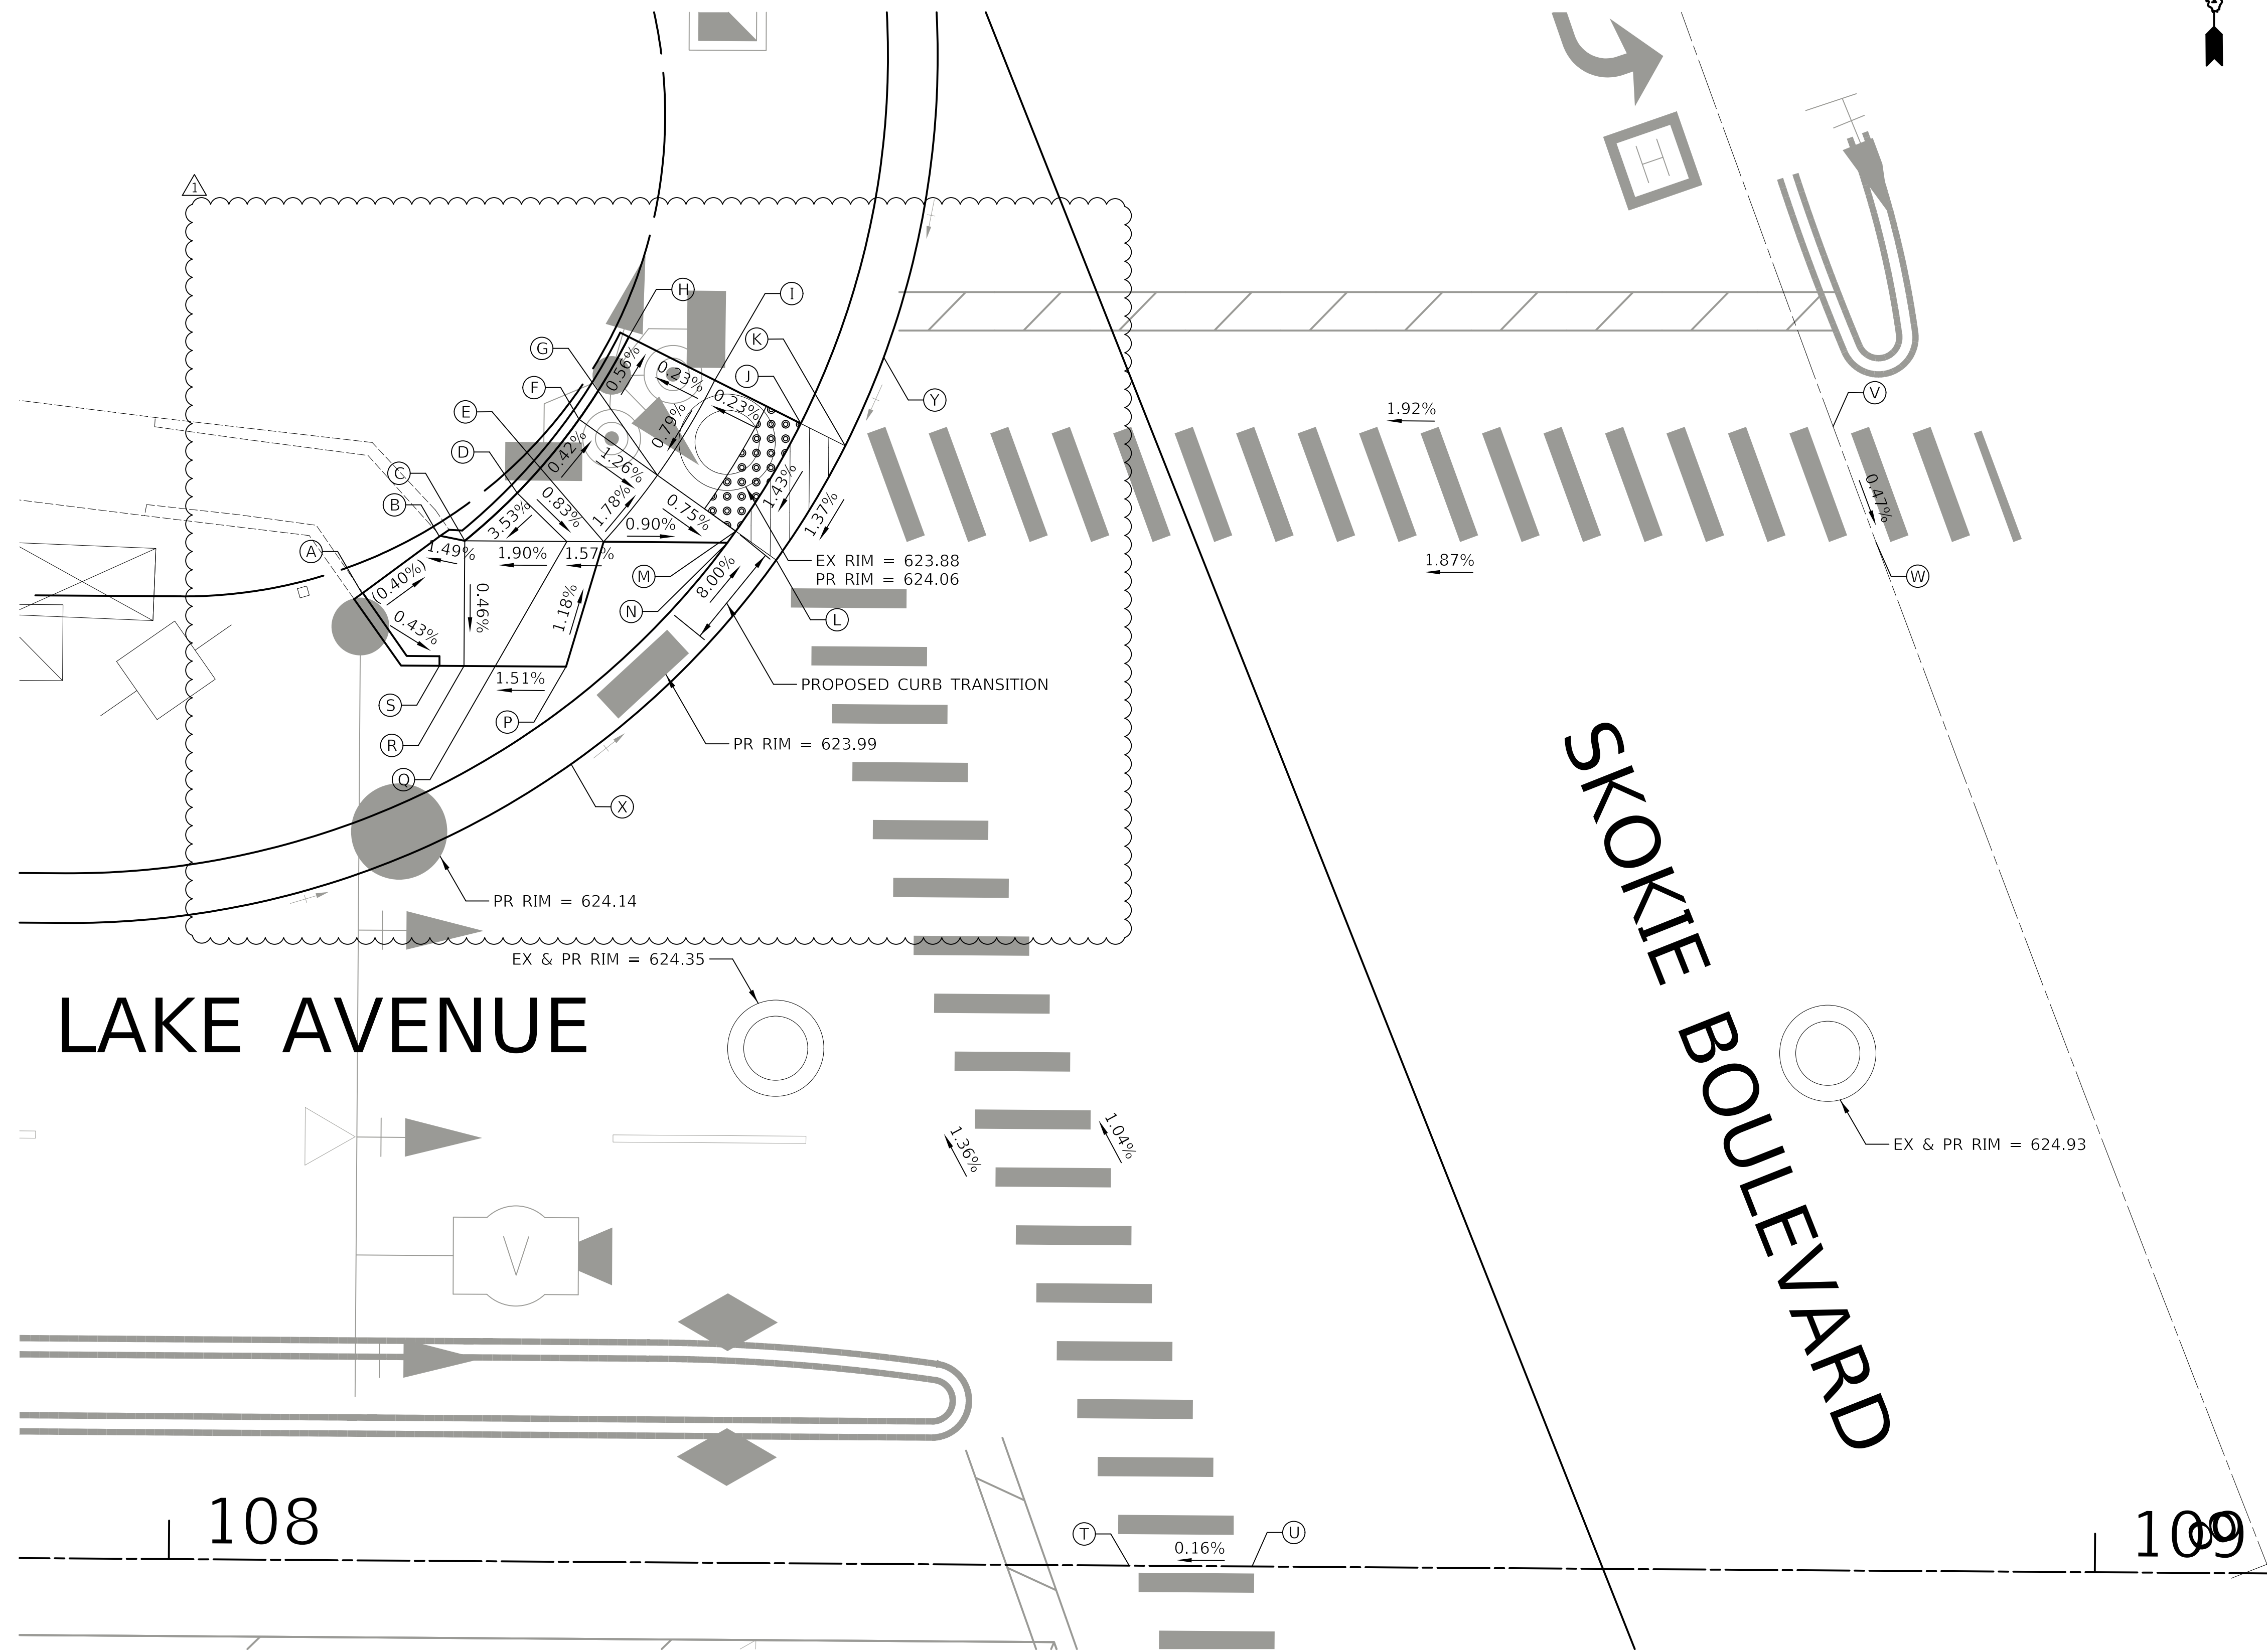 1
H
I
G
K
F
J
E
Y
D
C
B
A
V
0.56%
0.23%
0.23%
0.79%
0.42%
1.26%
1.92%
0.83%
1.78%
0.75%
1.43%
3.53%
0.90%
1.37%
0.47%
1.49%
1.90%
1.57%
EX RIM = 623.88
PR RIM = 624.06
1.87%
M
W
(0.40%)
0.46%
1.18%
8.00%
N
L
0.43%
1.51%
PROPOSED CURB TRANSITION
S
P
R
PR RIM = 623.99
Q
X
PR RIM = 624.14
EX & PR RIM = 624.35
LAKE AVENUE
SKOKIE BOULEVARD
1.36%
1.04%
EX & PR RIM = 624.93
V
108
T
U
0.16%
109